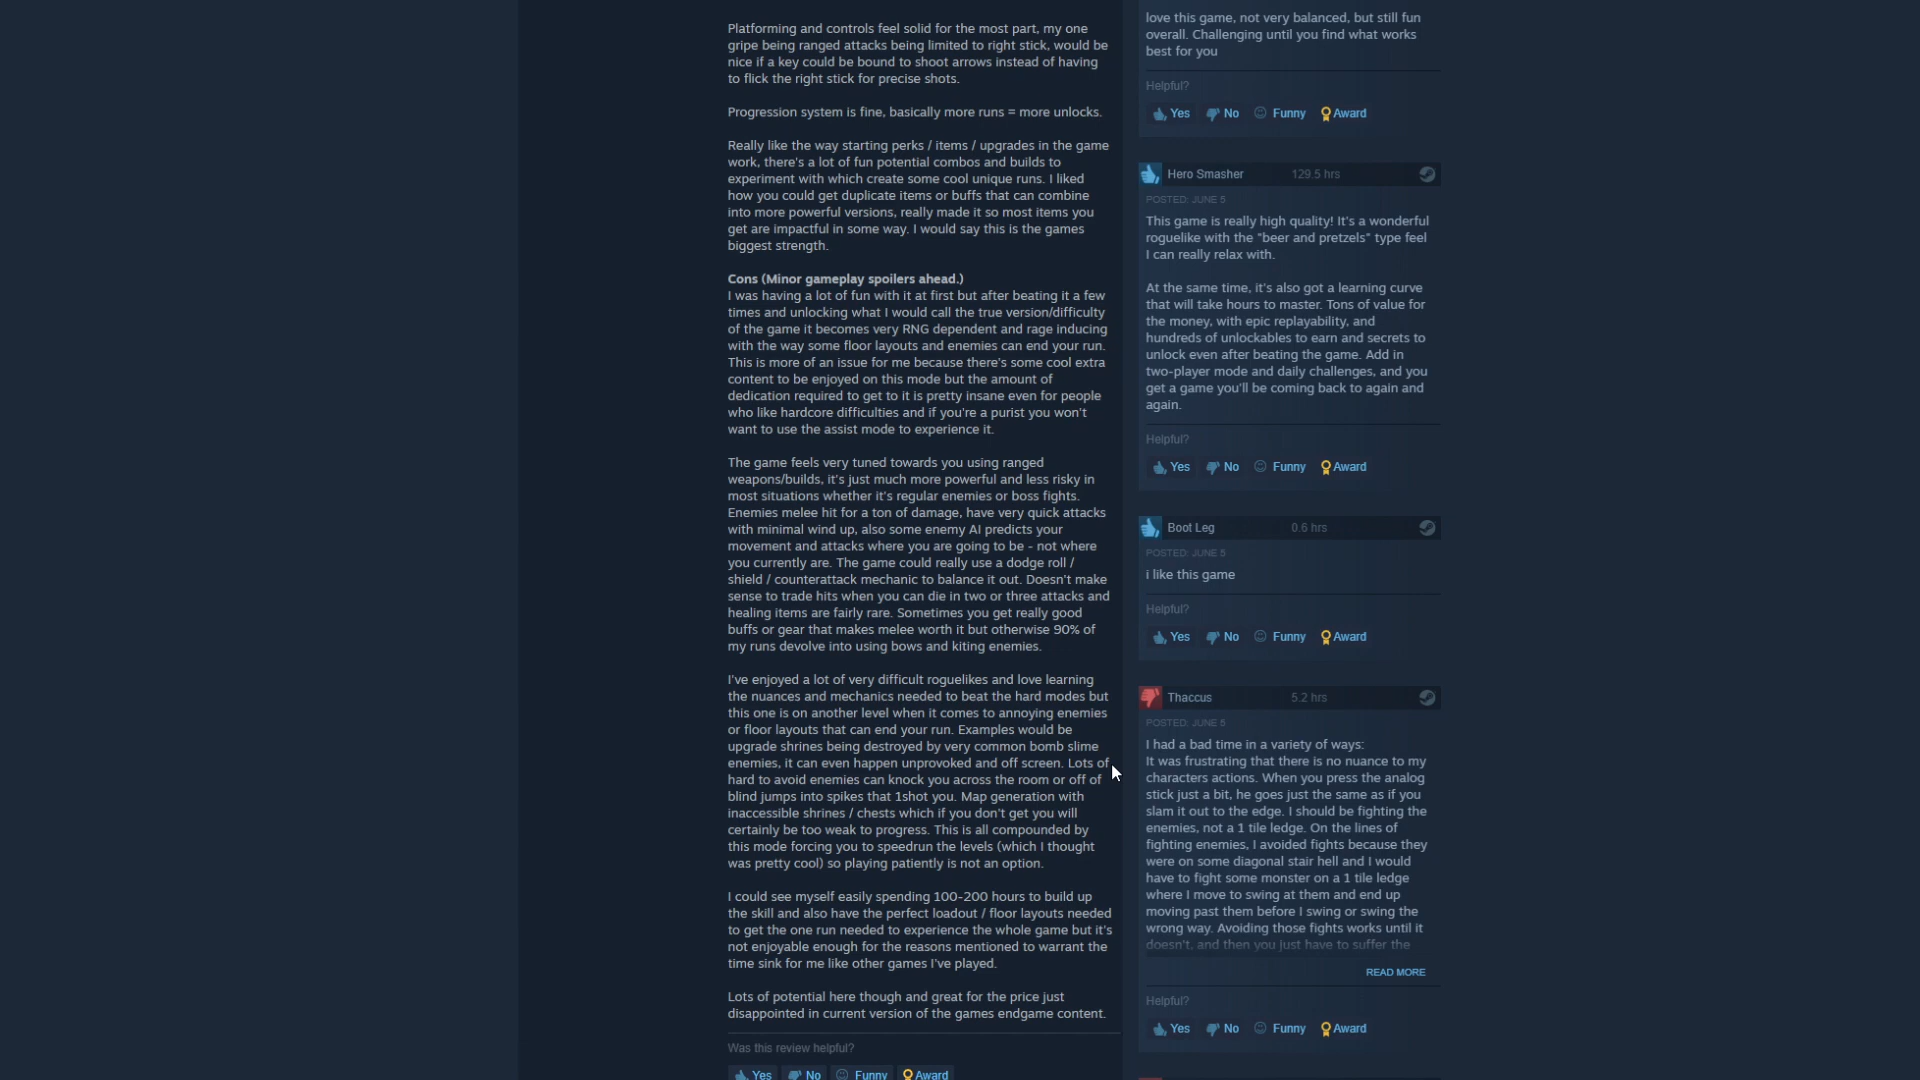 Platforming and controls feel solid for the most part, my one
gripe being ranged attacks being limited to right stick, would be
nice if a key could be bound to shoot arrows instead of having
to flick the right stick for precise shots.
Progression system is fine, basically more runs = more unlocks.
Really like the way starting perks / items / upgrades in the game
work, there's a lot of fun potential combos and builds to
experiment with which create some cool unique runs. I liked
how you could get duplicate items or buffs that can combine
into more powerful versions, really made it so most items you
get are impactful in some way. I would say this is the games
biggest strength.
Cons (Minor gameplay spoilers ahead.)
I was having a lot of fun with it at first but after beating it a few
times and unlocking what I would call the true version/difficulty
of the game it becomes very RNG dependent and rage inducing
with the way some floor layouts and enemies can end your run.
This is more of an issue for me because there's some cool extra
content to be enjoyed on this mode but the amount of
dedication required to get to it is pretty insane even for people
who like hardcore difficulties and if you're a purist you won't
want to use the assist mode to experience it.
The game feels very tuned towards you using ranged
weapons/builds, it's just much more powerful and less risky in
most situations whether it's regular enemies or boss fights.
Enemies melee hit for a ton of damage, have very quick attacks
with minimal wind up, also some enemy AI predicts your
movement and attacks where you are going to be - not where
you currently are. The game could really use a dodge roll /
shield / counterattack mechanic to balance it out. Doesn't make
sense to trade hits when you can die in two or three attacks and
healing items are fairly rare. Sometimes you get really good
buffs or gear that makes melee worth it but otherwise 90% of
my runs devolve into using bows and kiting enemies.
I've enjoyed a lot of very difficult roguelikes and love learning
the nuances and mechanics needed to beat the hard modes but
this one is on another level when it comes to annoying enemies
or floor layouts that can end your run. Examples would be
upgrade shrines being destroyed by very common bomb slime
enemies, it can even happen unprovoked and off screen. Lots of
hard to avoid enemies can knock you across the room or off of
blind jumps into spikes that 1shot you. Map generation with
inaccessible shrines / chests which if you don't get you will
certainly be too weak to progress. This is all compounded by
this mode forcing you to speedrun the levels (which I thought
was pretty cool) so playing patiently is not an option.
I could see myself easily spending 100-200 hours to build up
the skill and also have the perfect loadout / floor layouts needed
to get the one run needed to experience the whole game but it's
not enjoyable enough for the reasons mentioned to warrant the
time sink for me like other games I've played.
Lots of potential here though and great for the price just
disappointed in current version of the games endgame content.
Was this review helpful?
Yes No Funny Award
love this game, not very balanced, but still fun
overall. Challenging until you find what works
best for you
Helpful?
Yes No Funny Award
Hero Smasher 129.5 hrs
POSTED: JUNE 5
This game is really high quality! It's a wonderful
roguelike with the "beer and pretzels" type feel
I can really relax with.
At the same time, it's also got a learning curve
that will take hours to master. Tons of value for
the money, with epic replayability, and
hundreds of unlockables to earn and secrets to
unlock even after beating the game. Add in
two-player mode and daily challenges, and you
get a game you'll be coming back to again and
again.
Helpful?
Yes No Funny Award
Boot Leg 0.6 hrs
POSTED: JUNE 5
i like this game
Helpful?
Yes No Funny Award
Thaccus 5.2 hrs
POSTED: JUNE 5
I had a bad time in a variety of ways:
It was frustrating that there is no nuance to my
characters actions. When you press the analog
stick just a bit, he goes just the same as if you
slam it out to the edge. I should be fighting the
enemies, not a 1 tile ledge. On the lines of
fighting enemies, I avoided fights because they
were on some diagonal stair hell and I would
have to fight some monster on a 1 tile ledge
where I move to swing at them and end up
moving past them before I swing or swing the
wrong way. Avoiding those fights works until it
doesn't, and then you just have to suffer the
READ MORE
Helpful?
Yes No Funny Award